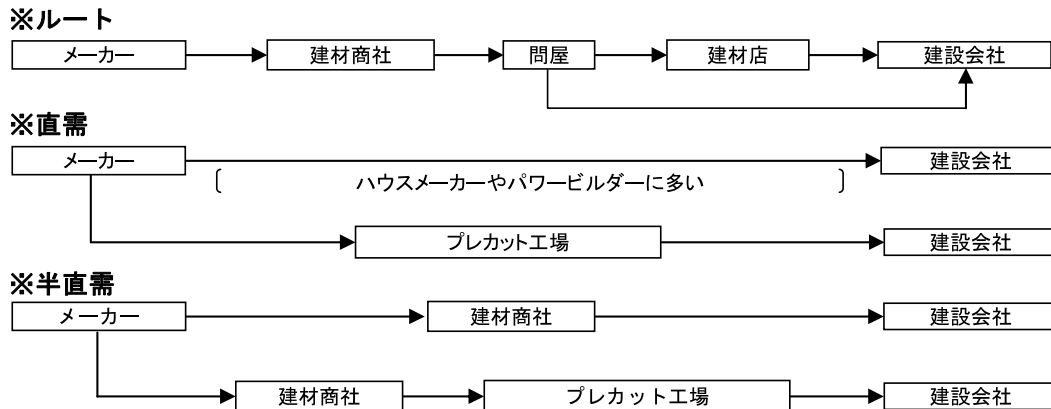 ※ルート
メーカー 建材商社 問屋 建材店 建設会社
※直需
メーカー 建設会社
〔 ハウスメーカーやパワービルダーに多い 〕
プレカット工場 建設会社
※半直需
メーカー 建材商社 建設会社
建材商社 プレカット工場 建設会社